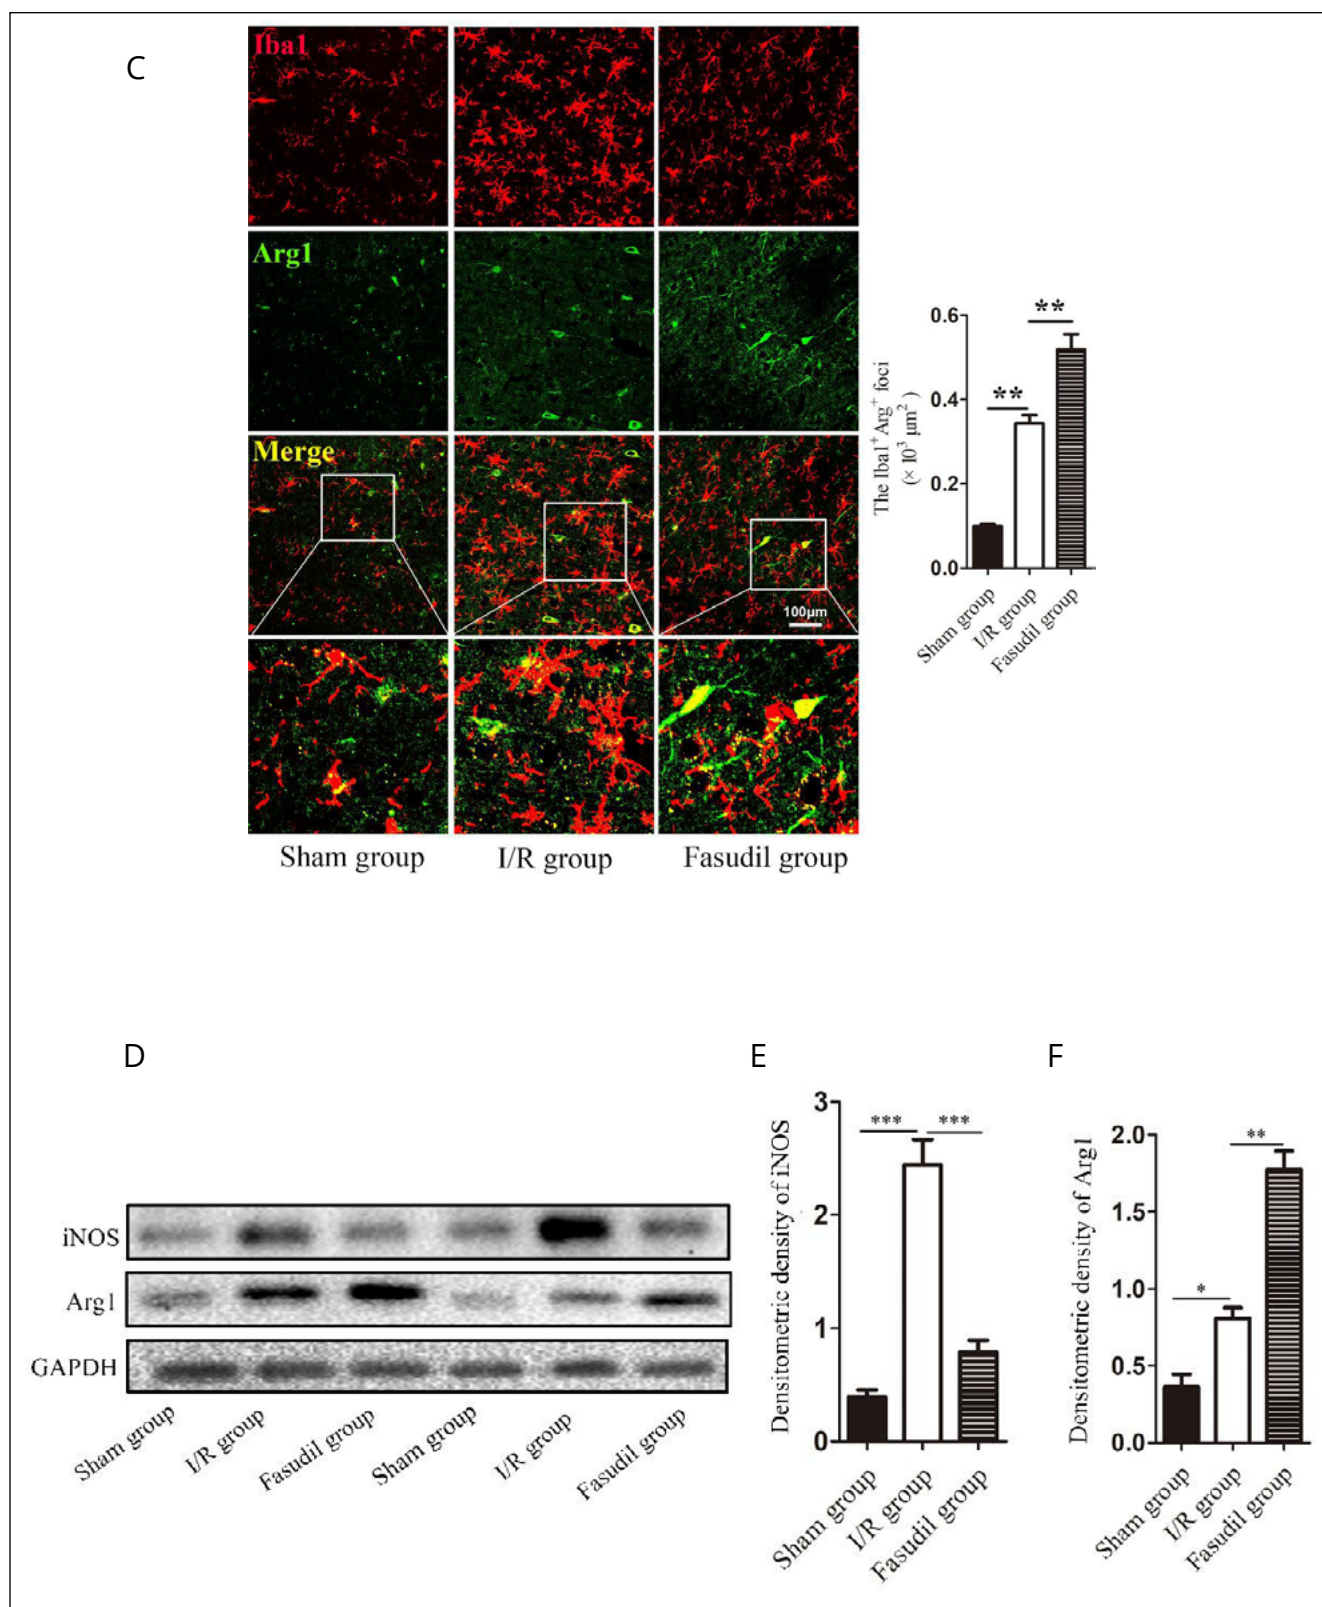 C
Iba1
Arg1
Merge
100μm
Sham group
I/R group
Fasudil group
The Iba1⁺Arg⁺ foci
(× 10³ μm²)
0.6
0.4
0.2
0.0
**
**
Sham group
I/R group
Fasudil group
D
iNOS
Arg1
GAPDH
Sham group
I/R group
Fasudil group
Sham group
I/R group
Fasudil group
E
Densitometric density of iNOS
3
2
1
0
***
***
Sham group
I/R group
Fasudil group
F
Densitometric density of Arg1
2.0
1.5
1.0
0.5
0.0
*
**
Sham group
I/R group
Fasudil group